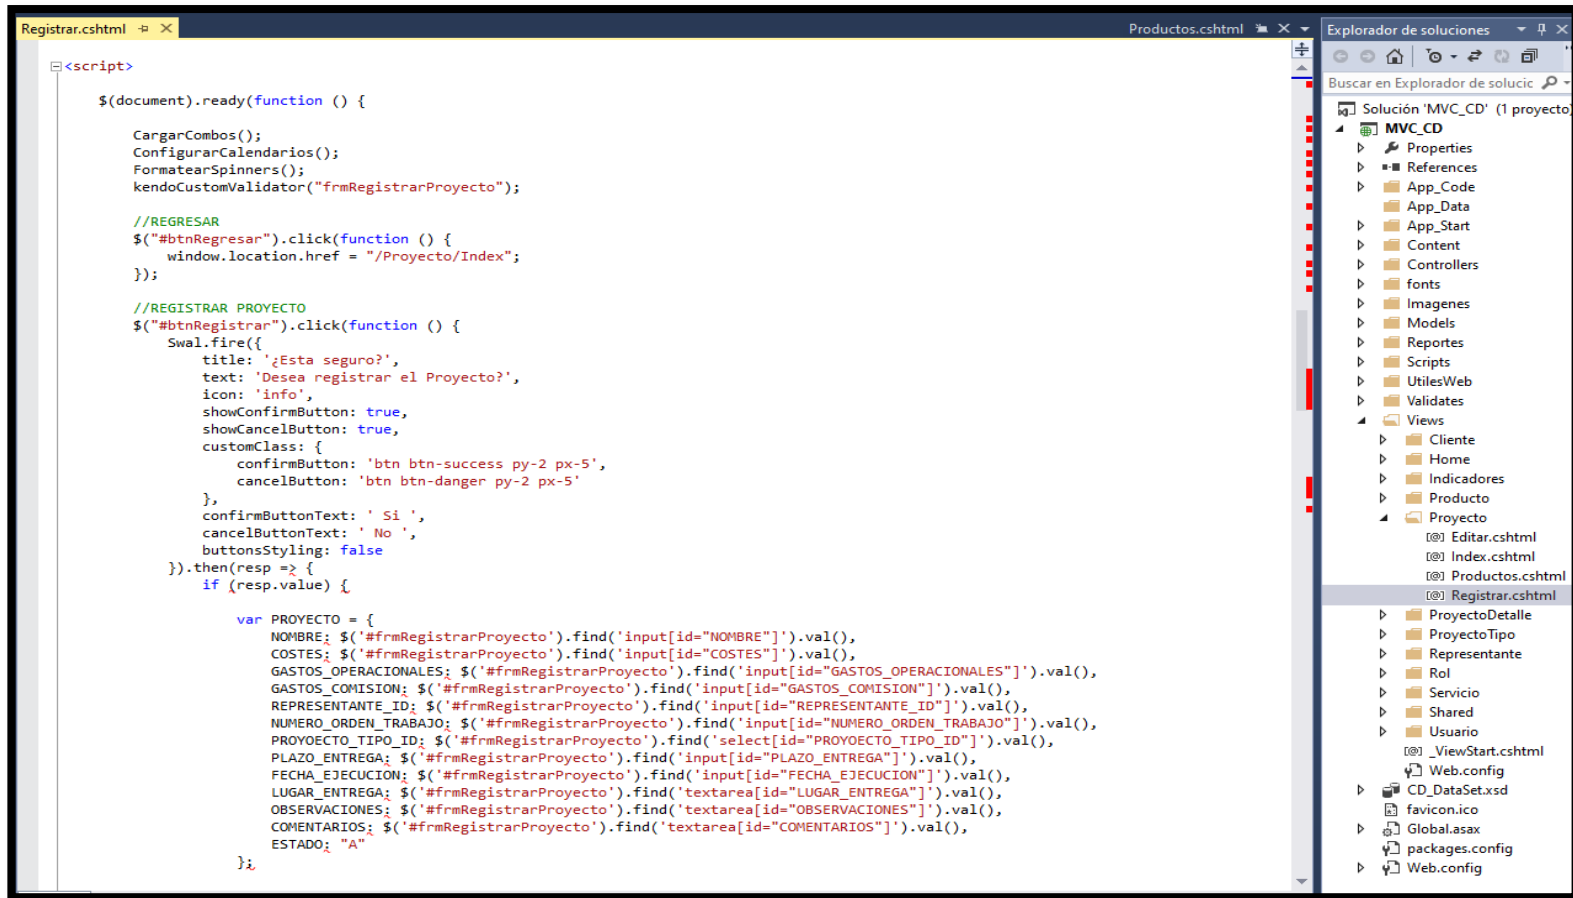 Registrar.cshtml
Productos.cshtml
<script>
$(document).ready(function () {
CargarCombos();
ConfigurarCalendarios();
FormatearSpinners();
kendoCustomValidator("frmRegistrarProyecto");
//REGRESAR
$("#btnRegresar").click(function () {
window.location.href = "/Proyecto/Index";
});
//REGISTRAR PROYECTO
$("#btnRegistrar").click(function () {
Swal.fire({
title: '¿Esta seguro?',
text: 'Desea registrar el Proyecto?',
icon: 'info',
showConfirmButton: true,
showCancelButton: true,
customClass: {
confirmButton: 'btn btn-success py-2 px-5',
cancelButton: 'btn btn-danger py-2 px-5'
},
confirmButtonText: ' Si ',
cancelButtonText: ' No ',
buttonsStyling: false
}).then(resp => {
if (resp.value) {
var PROYECTO = {
NOMBRE: $('#frmRegistrarProyecto').find('input[id="NOMBRE"]').val(),
COSTES: $('#frmRegistrarProyecto').find('input[id="COSTES"]').val(),
GASTOS_OPERACIONALES: $('#frmRegistrarProyecto').find('input[id="GASTOS_OPERACIONALES"]').val(),
GASTOS_COMISION: $('#frmRegistrarProyecto').find('input[id="GASTOS_COMISION"]').val(),
REPRESENTANTE_ID: $('#frmRegistrarProyecto').find('input[id="REPRESENTANTE_ID"]').val(),
NUMERO_ORDEN_TRABAJO: $('#frmRegistrarProyecto').find('input[id="NUMERO_ORDEN_TRABAJO"]').val(),
PROYOECTO_TIPO_ID: $('#frmRegistrarProyecto').find('select[id="PROYOECTO_TIPO_ID"]').val(),
PLAZO_ENTREGA: $('#frmRegistrarProyecto').find('input[id="PLAZO_ENTREGA"]').val(),
FECHA_EJECUCION: $('#frmRegistrarProyecto').find('input[id="FECHA_EJECUCION"]').val(),
LUGAR_ENTREGA: $('#frmRegistrarProyecto').find('textarea[id="LUGAR_ENTREGA"]').val(),
OBSERVACIONES: $('#frmRegistrarProyecto').find('textarea[id="OBSERVACIONES"]').val(),
COMENTARIOS: $('#frmRegistrarProyecto').find('textarea[id="COMENTARIOS"]').val(),
ESTADO: "A"
};
Explorador de soluciones
Buscar en Explorador de solucic
Solución 'MVC_CD' (1 proyecto)
MVC_CD
Properties
References
App_Code
App_Data
App_Start
Content
Controllers
fonts
Imagenes
Models
Reportes
Scripts
UtilesWeb
Validates
Views
Cliente
Home
Indicadores
Producto
Proyecto
Editar.cshtml
Index.cshtml
Productos.cshtml
Registrar.cshtml
ProyectoDetalle
ProyectoTipo
Representante
Rol
Servicio
Shared
Usuario
_ViewStart.cshtml
Web.config
CD_DataSet.xsd
favicon.ico
Global.asax
packages.config
Web.config